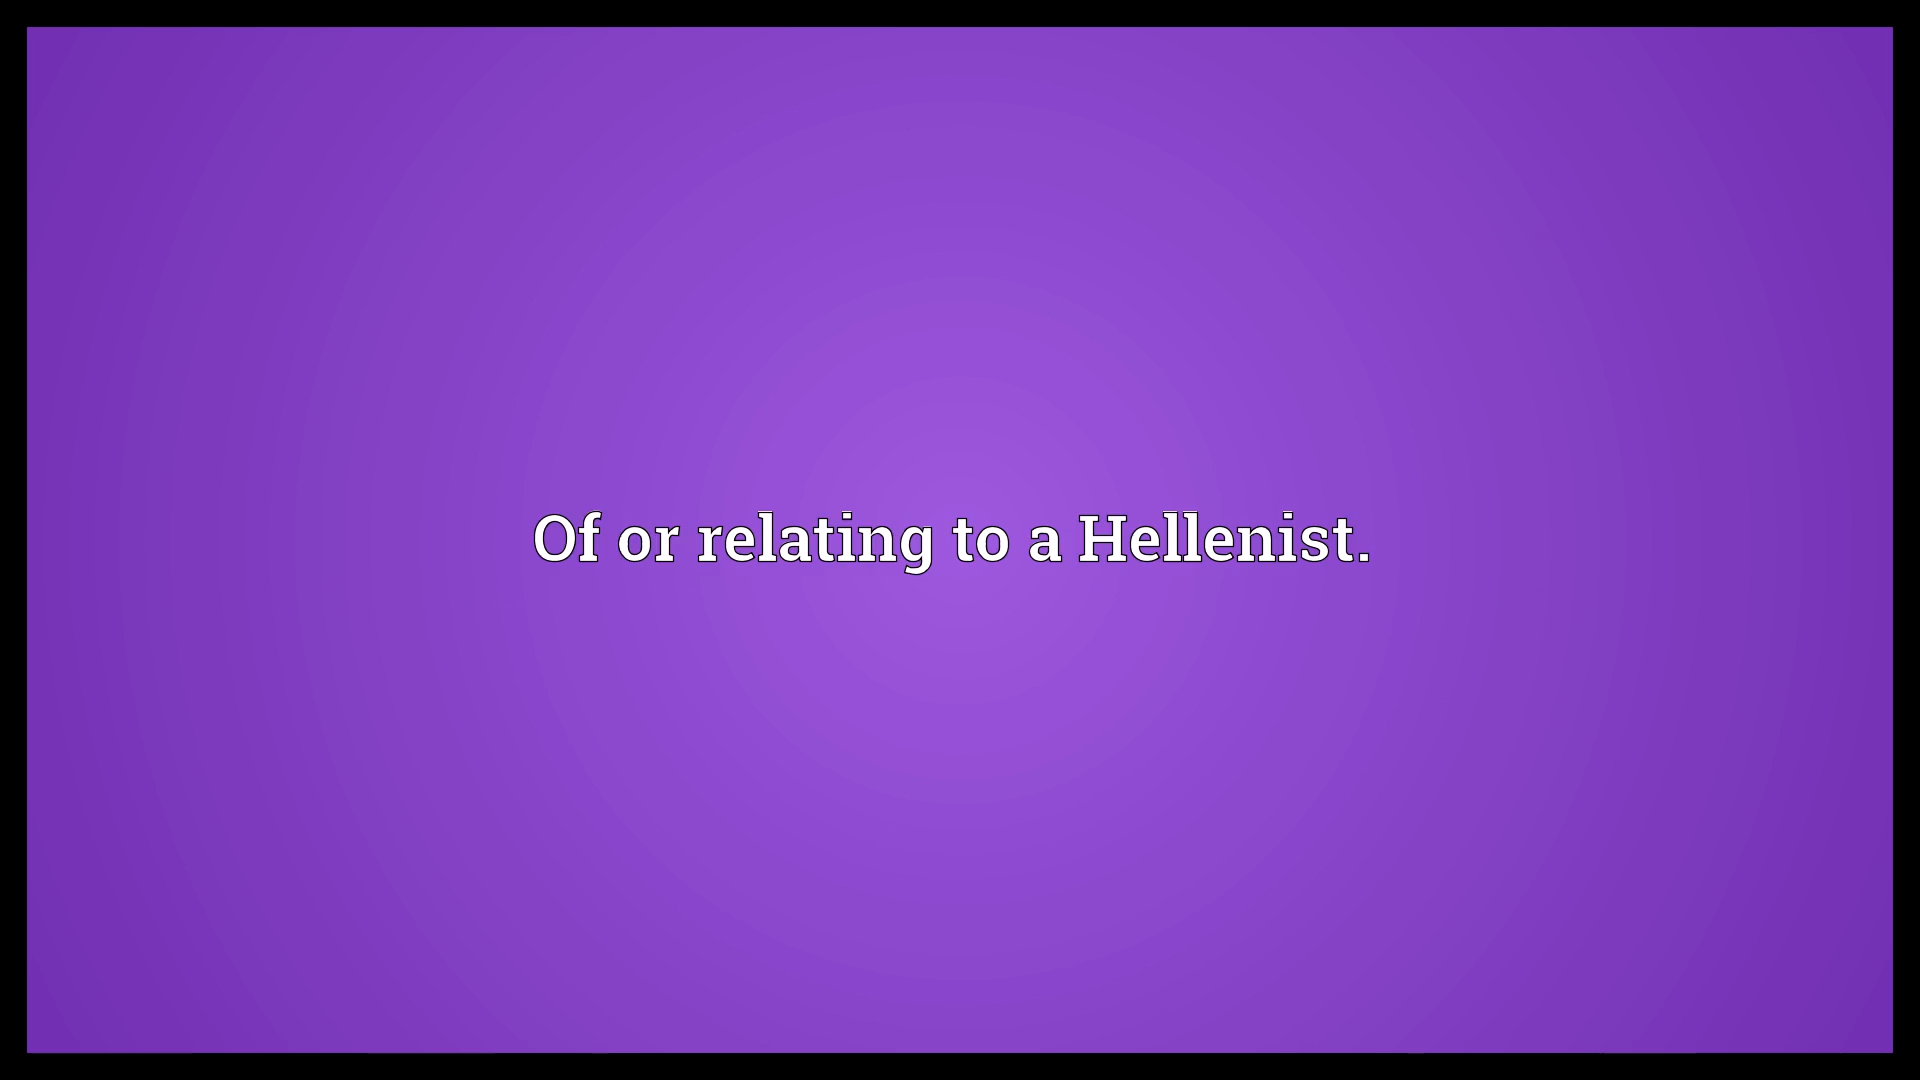 Of or relating to a Hellenist.